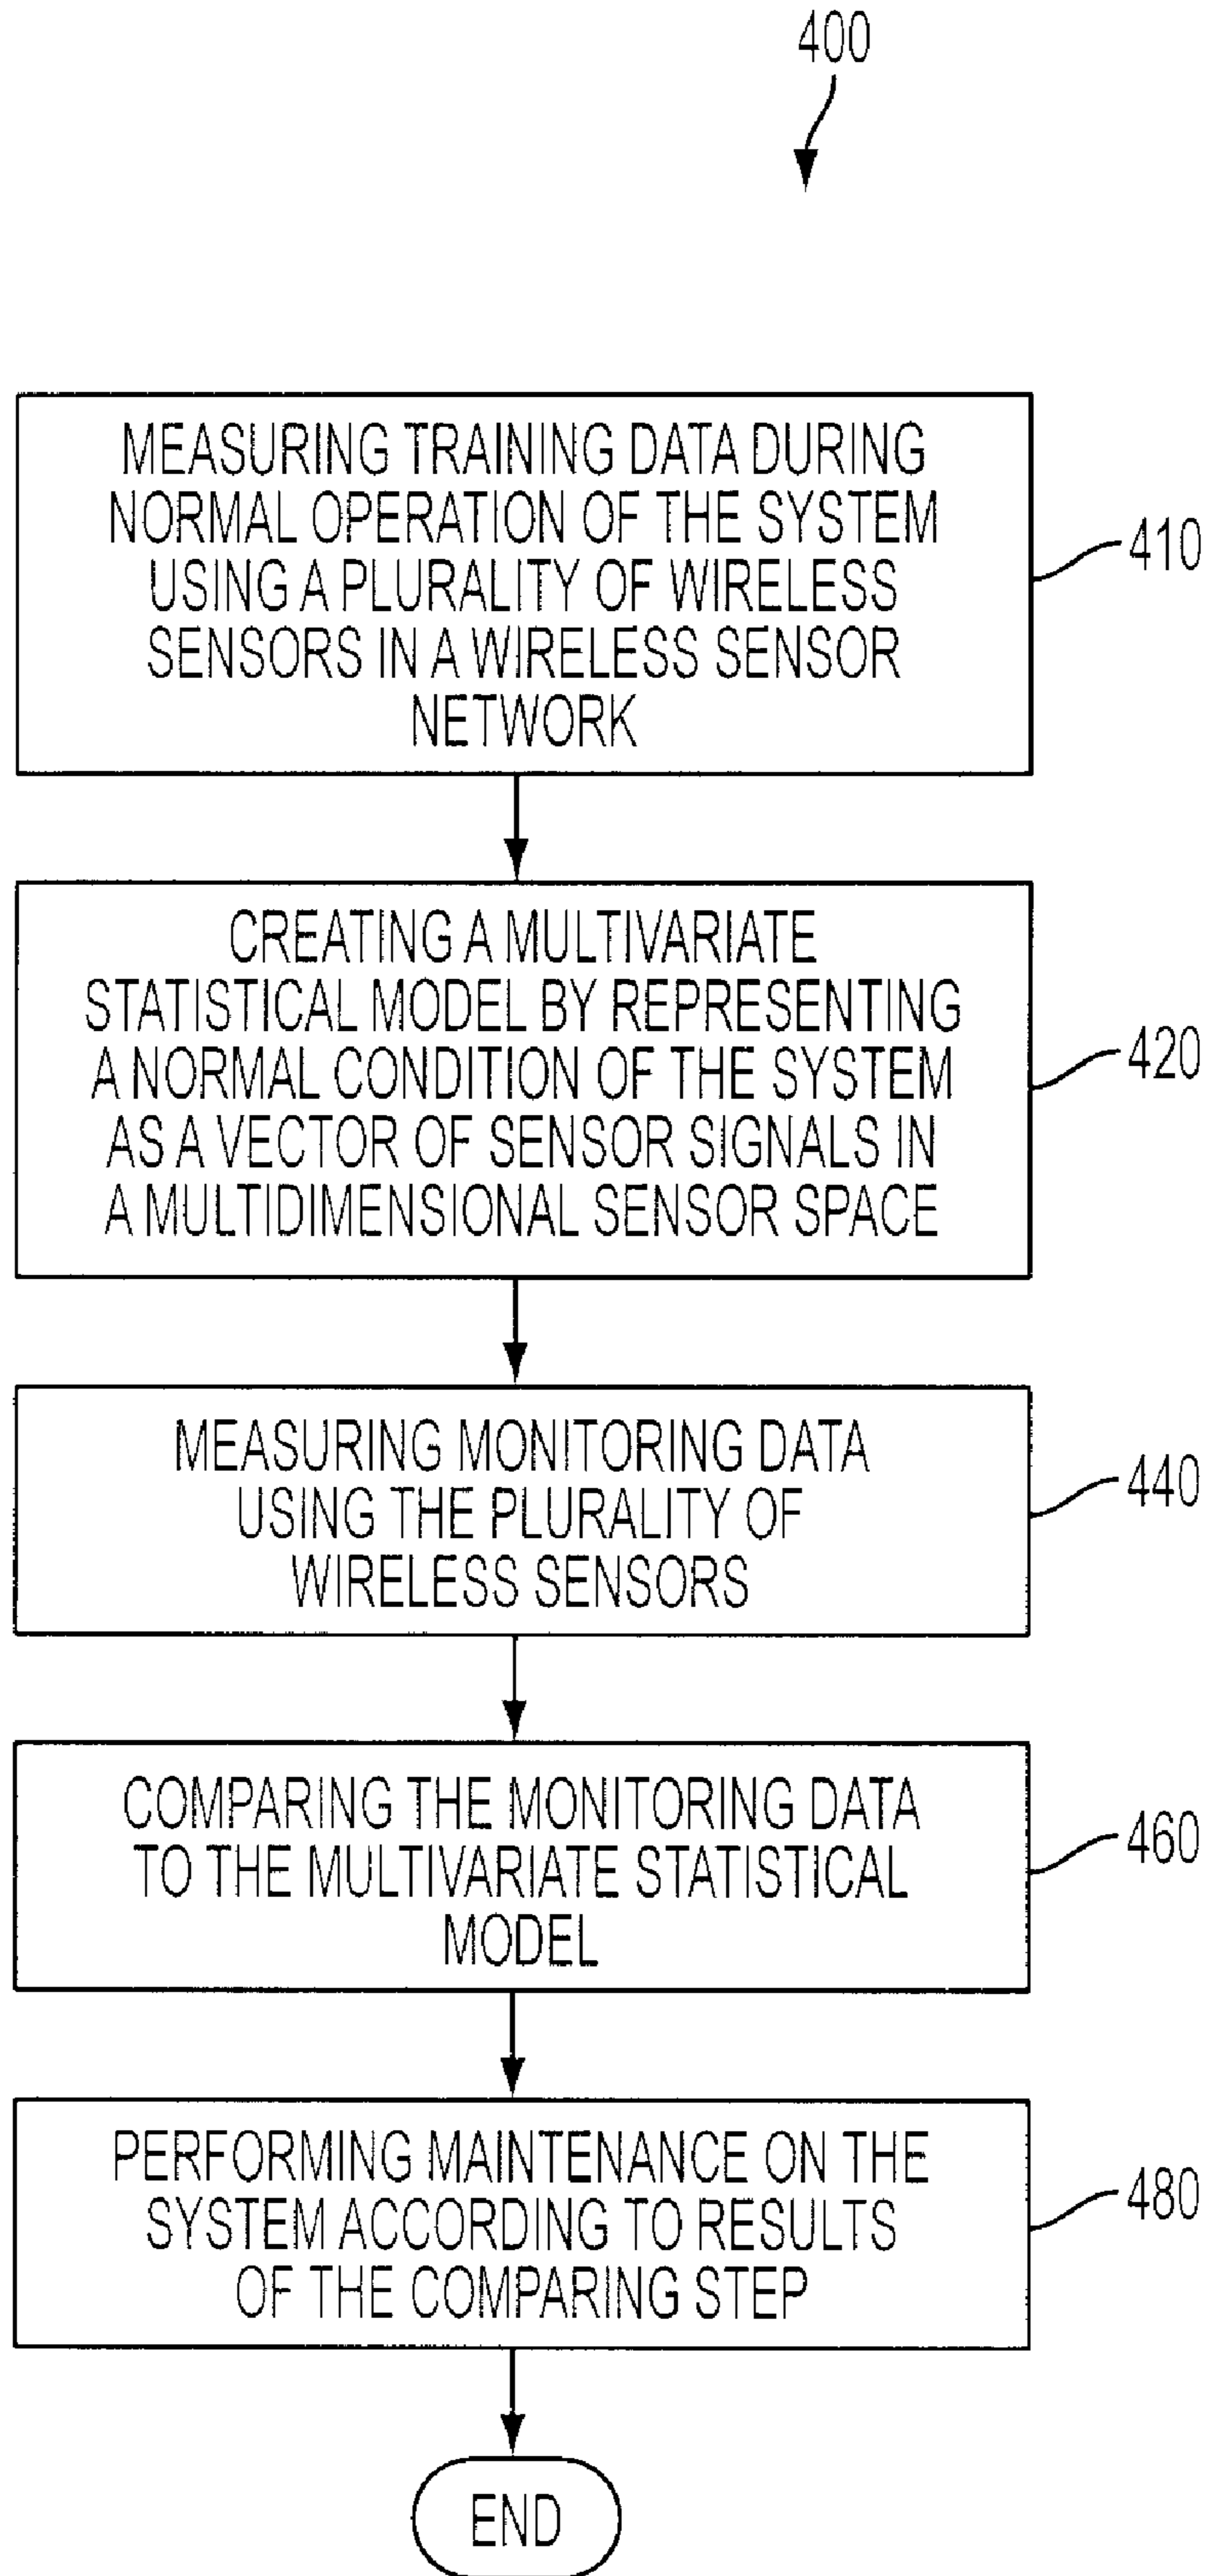 400
MEASURING TRAINING DATA DURING
NORMAL OPERATION OF THE SYSTEM
USING A PLURALITY OF WIRELESS
SENSORS IN A WIRELESS SENSOR
NETWORK
410
CREATING A MULTIVARIATE
STATISTICAL MODEL BY REPRESENTING
A NORMAL CONDITION OF THE SYSTEM
AS A VECTOR OF SENSOR SIGNALS IN
A MULTIDIMENSIONAL SENSOR SPACE
420
MEASURING MONITORING DATA
USING THE PLURALITY OF
WIRELESS SENSORS
440
COMPARING THE MONITORING DATA
TO THE MULTIVARIATE STATISTICAL
MODEL
460
PERFORMING MAINTENANCE ON THE
SYSTEM ACCORDING TO RESULTS
OF THE COMPARING STEP
480
END